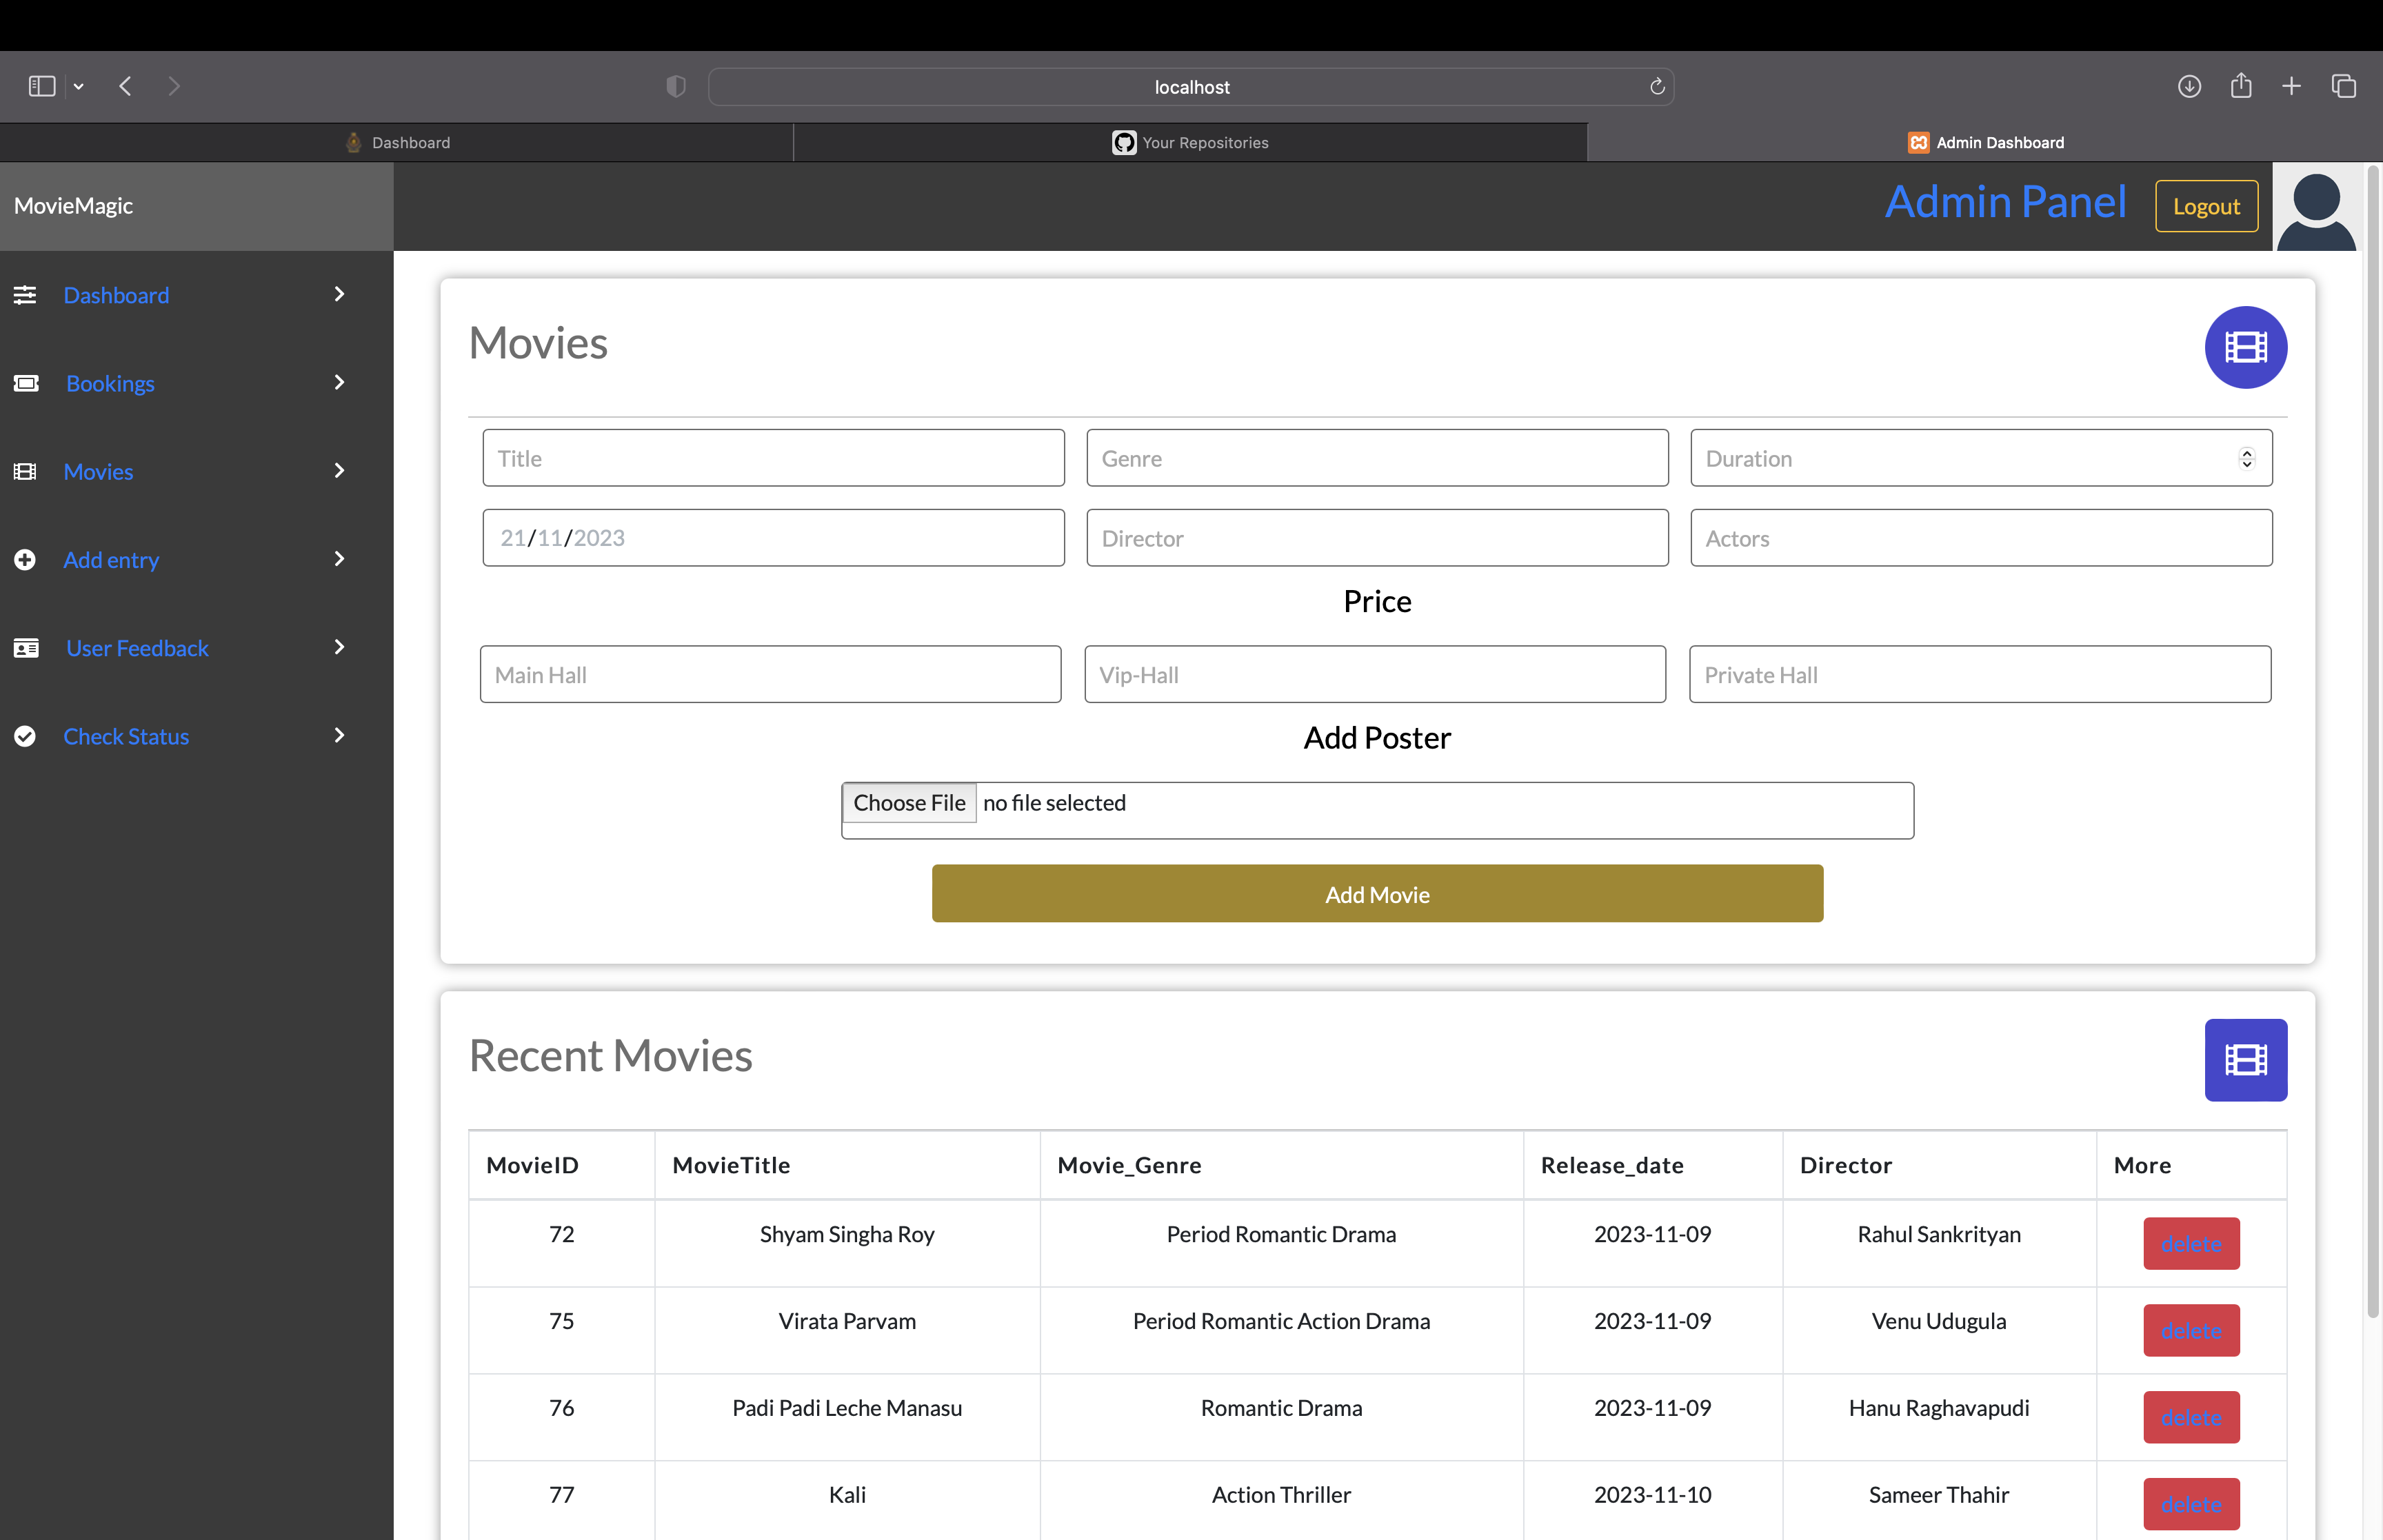 localhost
Dashboard
Your Repositories
Admin Dashboard
MovieMagic
Admin Panel
Logout
Dashboard
Bookings
Movies
Add entry
User Feedback
Check Status
Movies
Title Genre Duration
21/11/2023 Director Actors
Price
Main Hall Vip-Hall Private Hall
Add Poster
Choose File no file selected
Add Movie
Recent Movies
MovieID MovieTitle Movie_Genre Release_date Director More
72 Shyam Singha Roy Period Romantic Drama 2023-11-09 Rahul Sankrityan delete
75 Virata Parvam Period Romantic Action Drama 2023-11-09 Venu Udugula delete
76 Padi Padi Leche Manasu Romantic Drama 2023-11-09 Hanu Raghavapudi delete
77 Kali Action Thriller 2023-11-10 Sameer Thahir delete